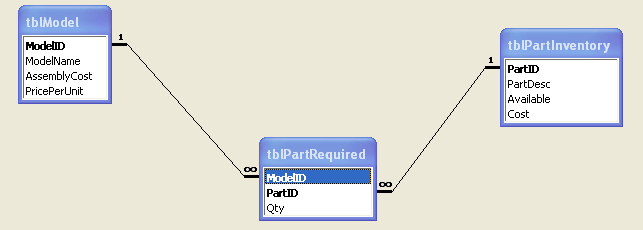 tblModel
ModelID
ModelName
AssemblyCost
PricePerUnit
1
1
tblPartInventory
PartID
PartDesc
Available
Cost
tblPartRequired
ModelID
PartID
Qty
∞
∞